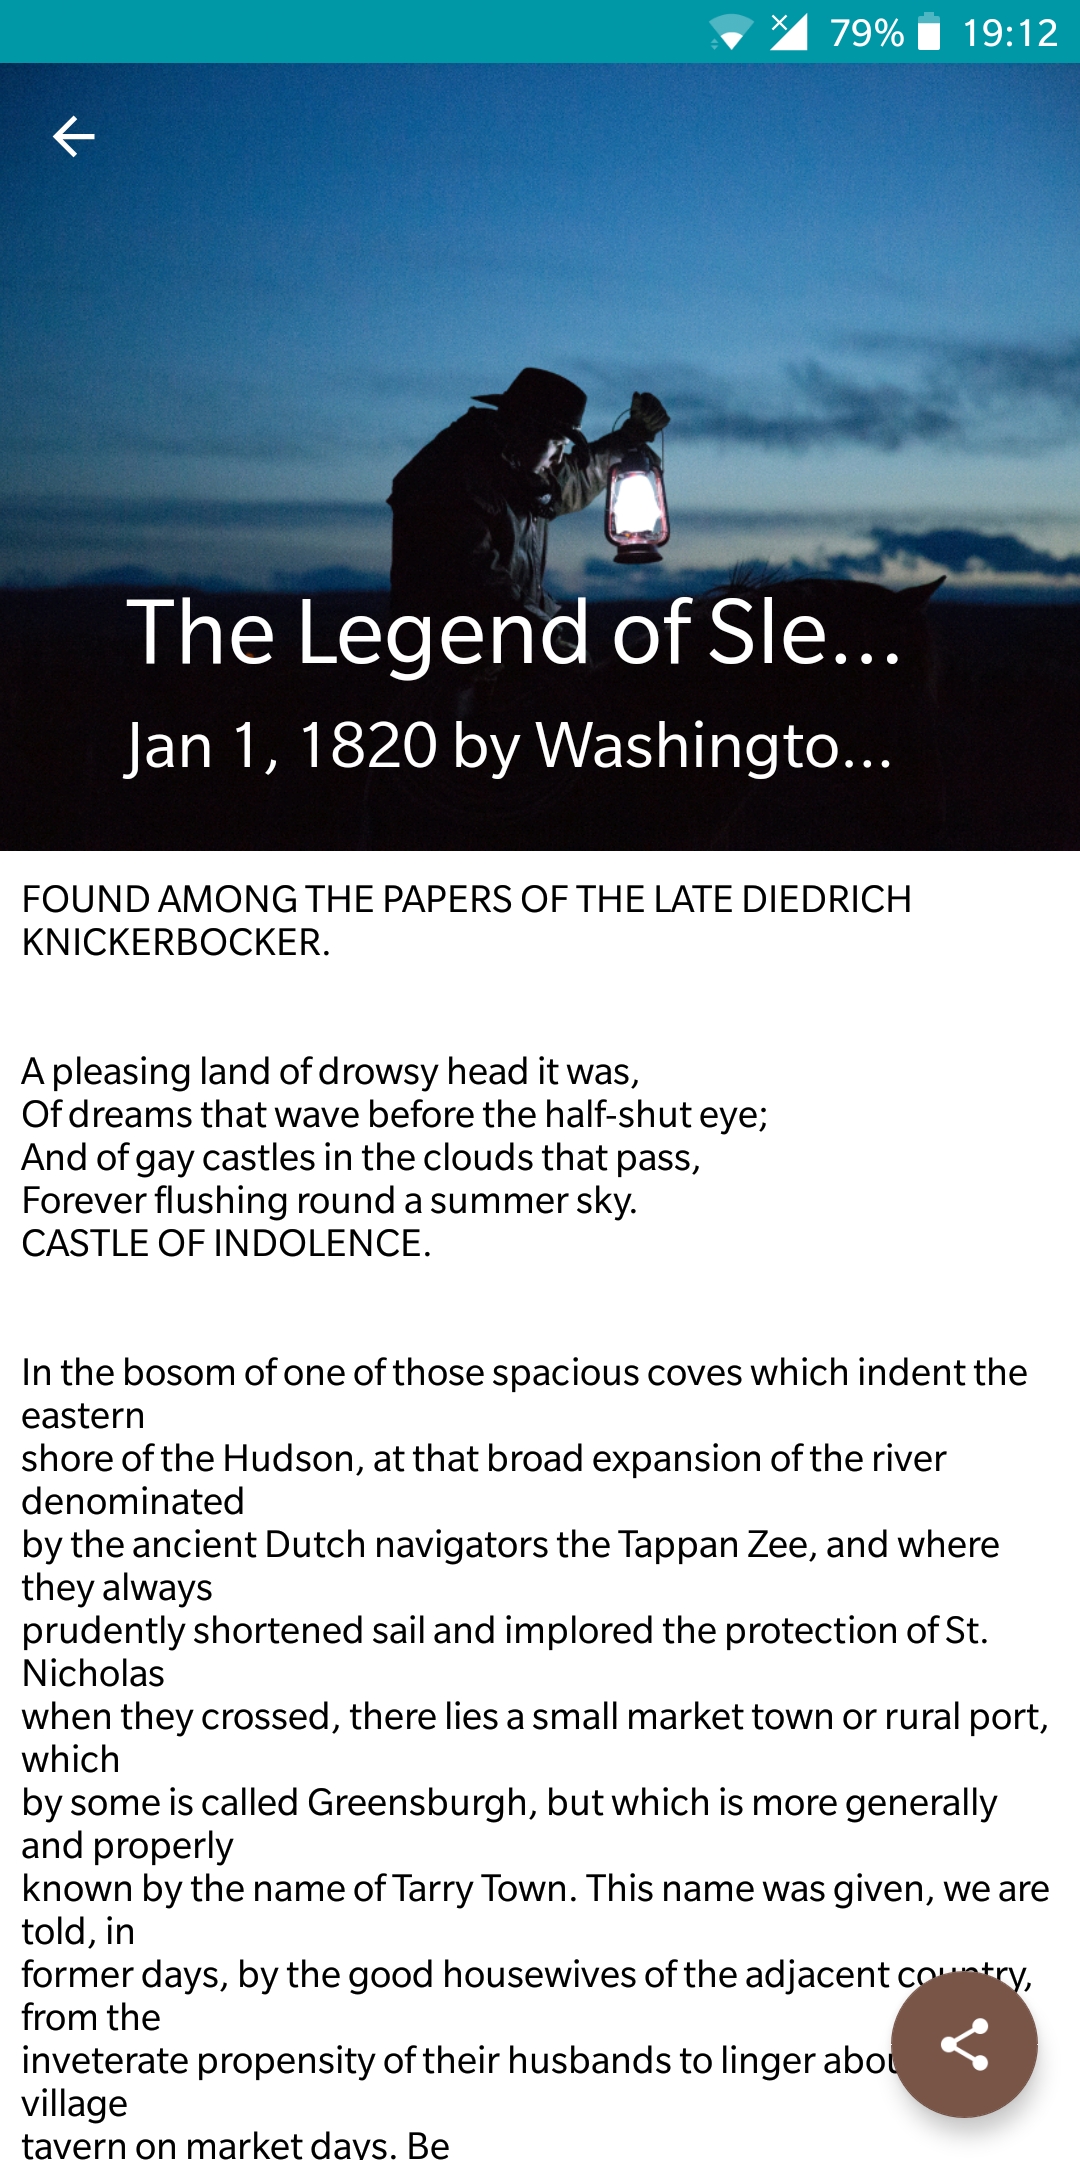 79% 19:12
The Legend of Sle...
Jan 1, 1820 by Washingto...
FOUND AMONG THE PAPERS OF THE LATE DIEDRICH
KNICKERBOCKER.
A pleasing land of drowsy head it was,
Of dreams that wave before the half-shut eye;
And of gay castles in the clouds that pass,
Forever flushing round a summer sky.
CASTLE OF INDOLENCE.
In the bosom of one of those spacious coves which indent the
eastern
shore of the Hudson, at that broad expansion of the river
denominated
by the ancient Dutch navigators the Tappan Zee, and where
they always
prudently shortened sail and implored the protection of St.
Nicholas
when they crossed, there lies a small market town or rural port,
which
by some is called Greensburgh, but which is more generally
and properly
known by the name of Tarry Town. This name was given, we are
told, in
former days, by the good housewives of the adjacent country,
from the
inveterate propensity of their husbands to linger abou
village
tavern on market days. Be